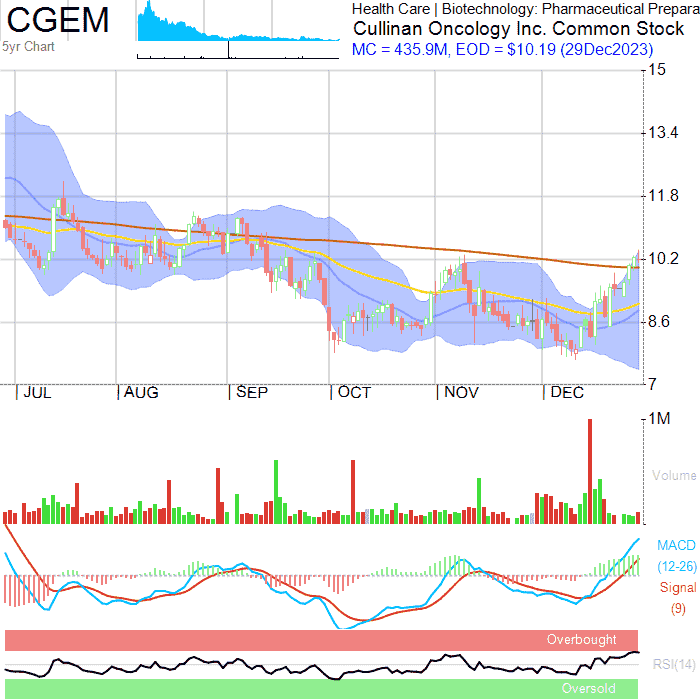 CGEM
5yr Chart
Health Care | Biotechnology: Pharmaceutical Prepara
Cullinan Oncology Inc. Common Stock
MC = 435.9M, EOD = $10.19 (29Dec2023)
15
13.4
11.8
10.2
8.6
7
JUL
AUG
SEP
OCT
NOV
DEC
1M
Volume
MACD
(12-26)
Signal
(9)
Overbought
RSI(14)
Oversold